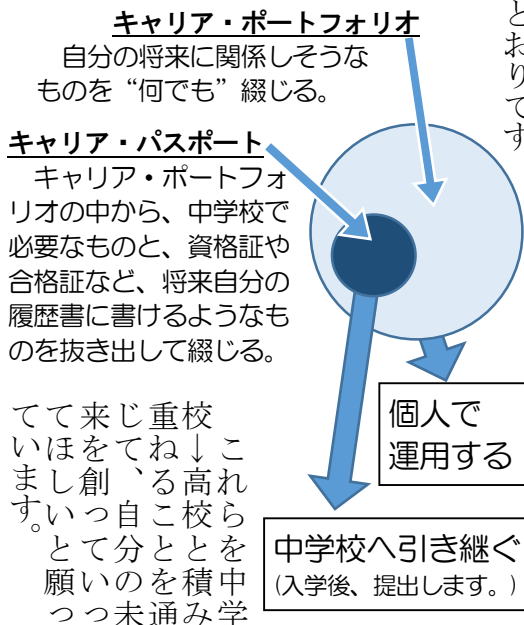 とおりです
キャリア・ポートフォリオ
自分の将来に関係しそうな
ものを“何でも”綴じる。
キャリア・パスポート
キャリア・ポートフォ
リオの中から、中学校で
必要なものと、資格証や
合格証など、将来自分の
履歴書に書けるようなも
のを抜き出して綴じる。
個人で
運用する
中学校へ引き継ぐ
(入学後、提出します。)
これらを中学
校→高校と積み
重ねることを通
じて、自分の未
来を創っていっ
てほしいと願っ
ています。